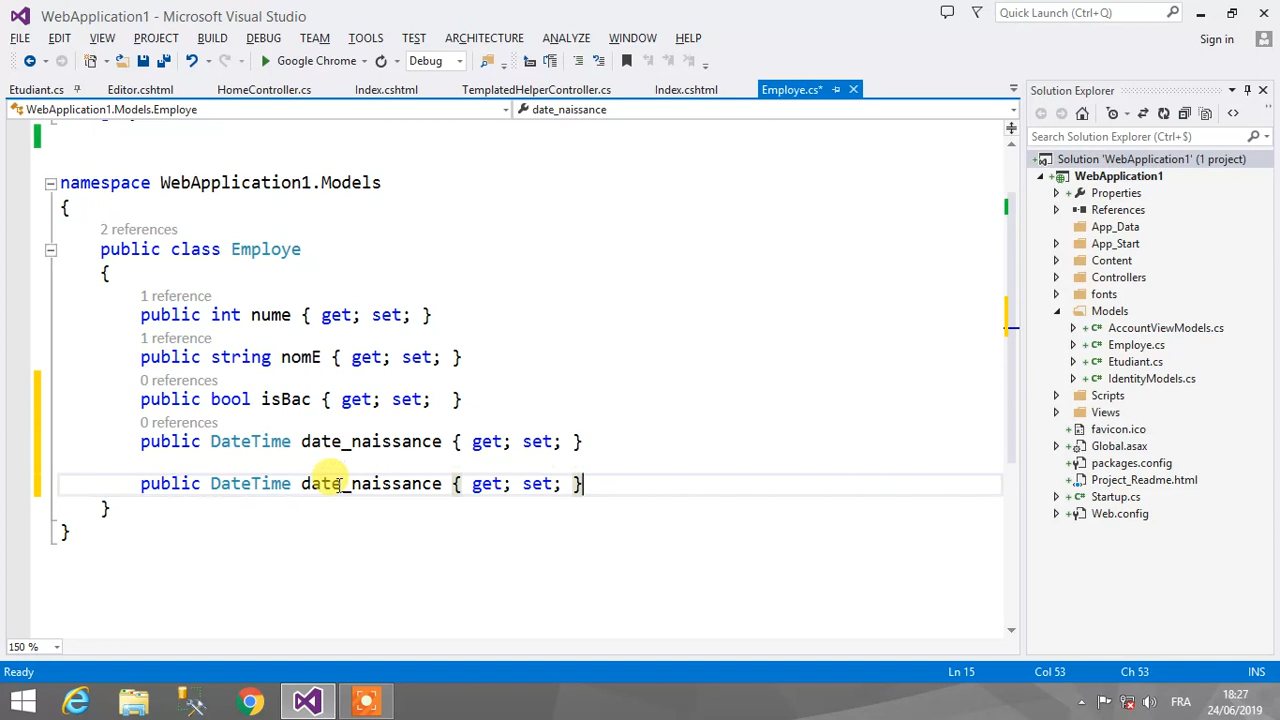 WebApplication1 - Microsoft Visual Studio
Quick Launch (Ctrl+Q)
FILE EDIT VIEW PROJECT BUILD DEBUG TEAM TOOLS TEST ARCHITECTURE ANALYZE WINDOW HELP
Sign in
Google Chrome Debug
Etudiant.cs Editor.cshtml HomeController.cs Index.cshtml TemplatedHelperController.cs Index.cshtml Employe.cs*
WebApplication1.Models.Employe date_naissance
namespace WebApplication1.Models
{
2 references
public class Employe
{
1 reference
public int nume { get; set; }
1 reference
public string nomE { get; set; }
0 references
public bool isBac { get; set;  }
0 references
public DateTime date_naissance { get; set; }
public DateTime date_naissance { get; set; }
}
}
150 %
Solution Explorer
Search Solution Explorer (Ctrl+$)
Solution 'WebApplication1' (1 project)
WebApplication1
Properties
References
App_Data
App_Start
Content
Controllers
fonts
Models
C# AccountViewModels.cs
C# Employe.cs
C# Etudiant.cs
C# IdentityModels.cs
Scripts
Views
favicon.ico
Global.asax
packages.config
Project_Readme.html
C# Startup.cs
Web.config
Ready Ln 15 Col 53 Ch 53 INS
FRA
18:27
24/06/2019